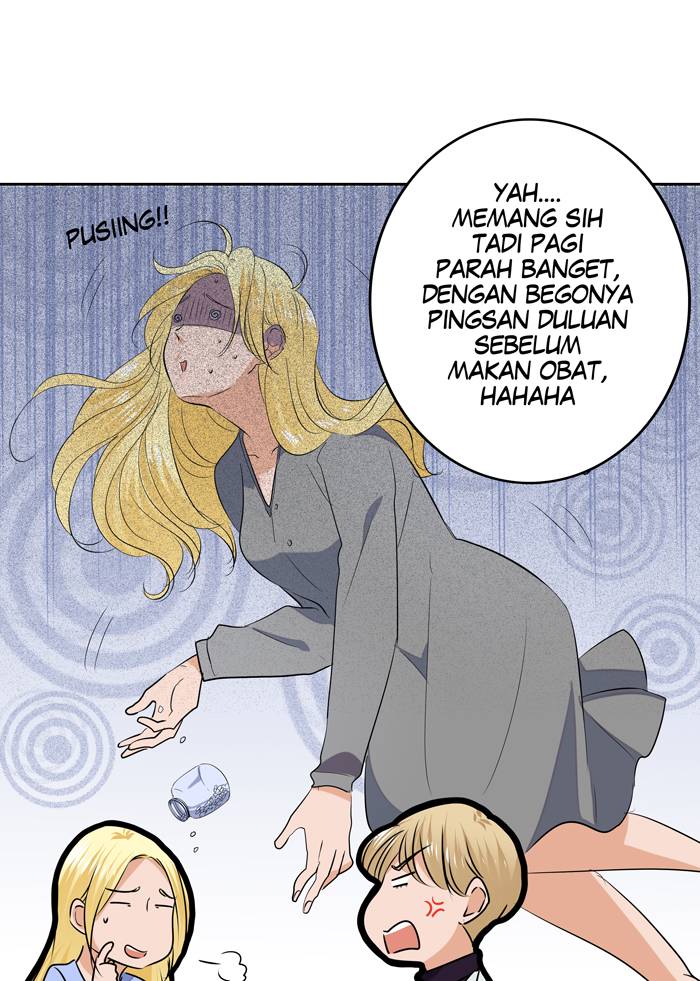 PUSIING!!
YAH....
MEMANG SIH
TADI PAGI
PARAH BANGET,
DENGAN BEGONYA
PINGSAN DULUAN
SEBELUM
MAKAN OBAT,
HAHAHA